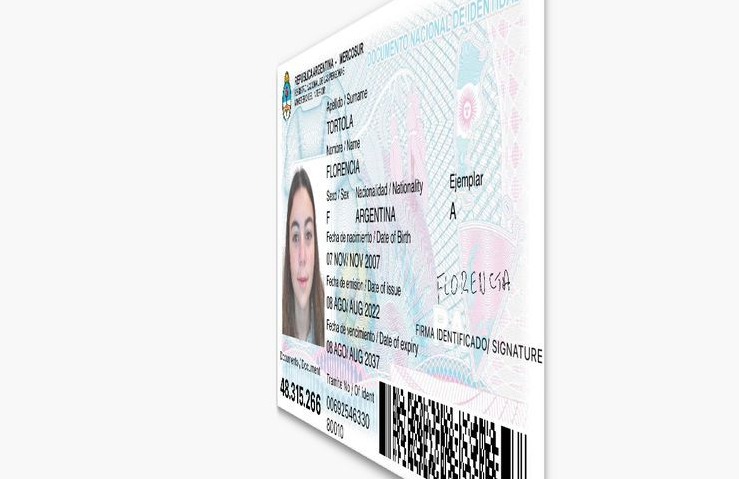 DOCUMENTO NACIONAL DE IDENTIDAD
REPUBLICA ARGENTINA - MERCOSUR
Apellido / Surname
TORTOLA
Nombre / Name
FLORENCIA
Sexo / Sex Nacionalidad / Nationality
F ARGENTINA
Ejemplar
A
Fecha de nacimiento / Date of Birth
07 NOV/ NOV 2007
Fecha de emisión / Date of issue
08 AGO/ AUG 2022
Fecha de vencimiento / Date of expiry
08 AGO/ AUG 2037
FLORENCIA
FIRMA IDENTIFICADO/ SIGNATURE
Documento / Document
48.315.266
Tramite No / Of ident
00692546330
80010